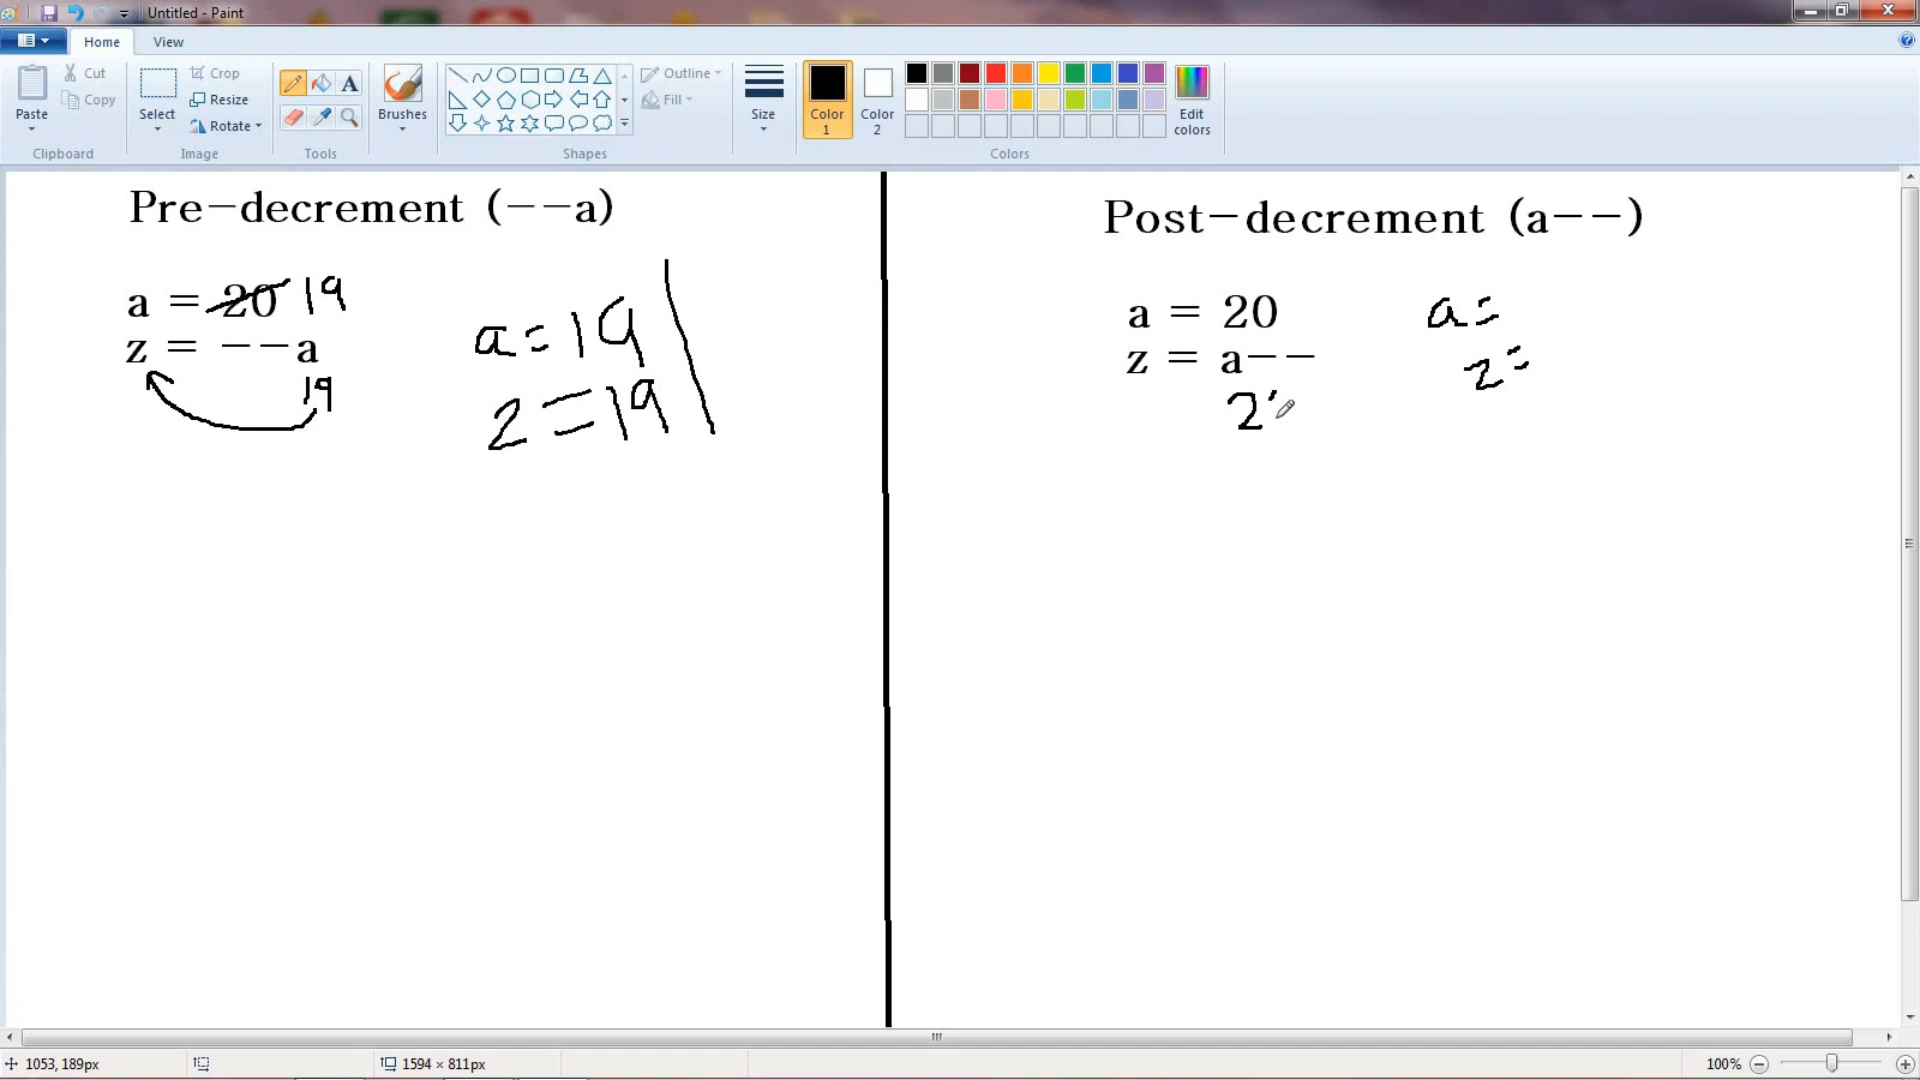 Untitled - Paint
Home View
Paste
Cut
Copy
Clipboard
Select
Crop
Resize
Rotate
Image
A
Tools
Brushes
Shapes
Outline
Fill
Size
Color 1
Color 2
Edit colors
Colors
Pre-decrement (--a)
a = 20 19
z = --a
19
a=19
z=19
Post-decrement (a--)
a = 20
z = a--
2
a=
z=
1053, 189px
1594 × 811px
100%